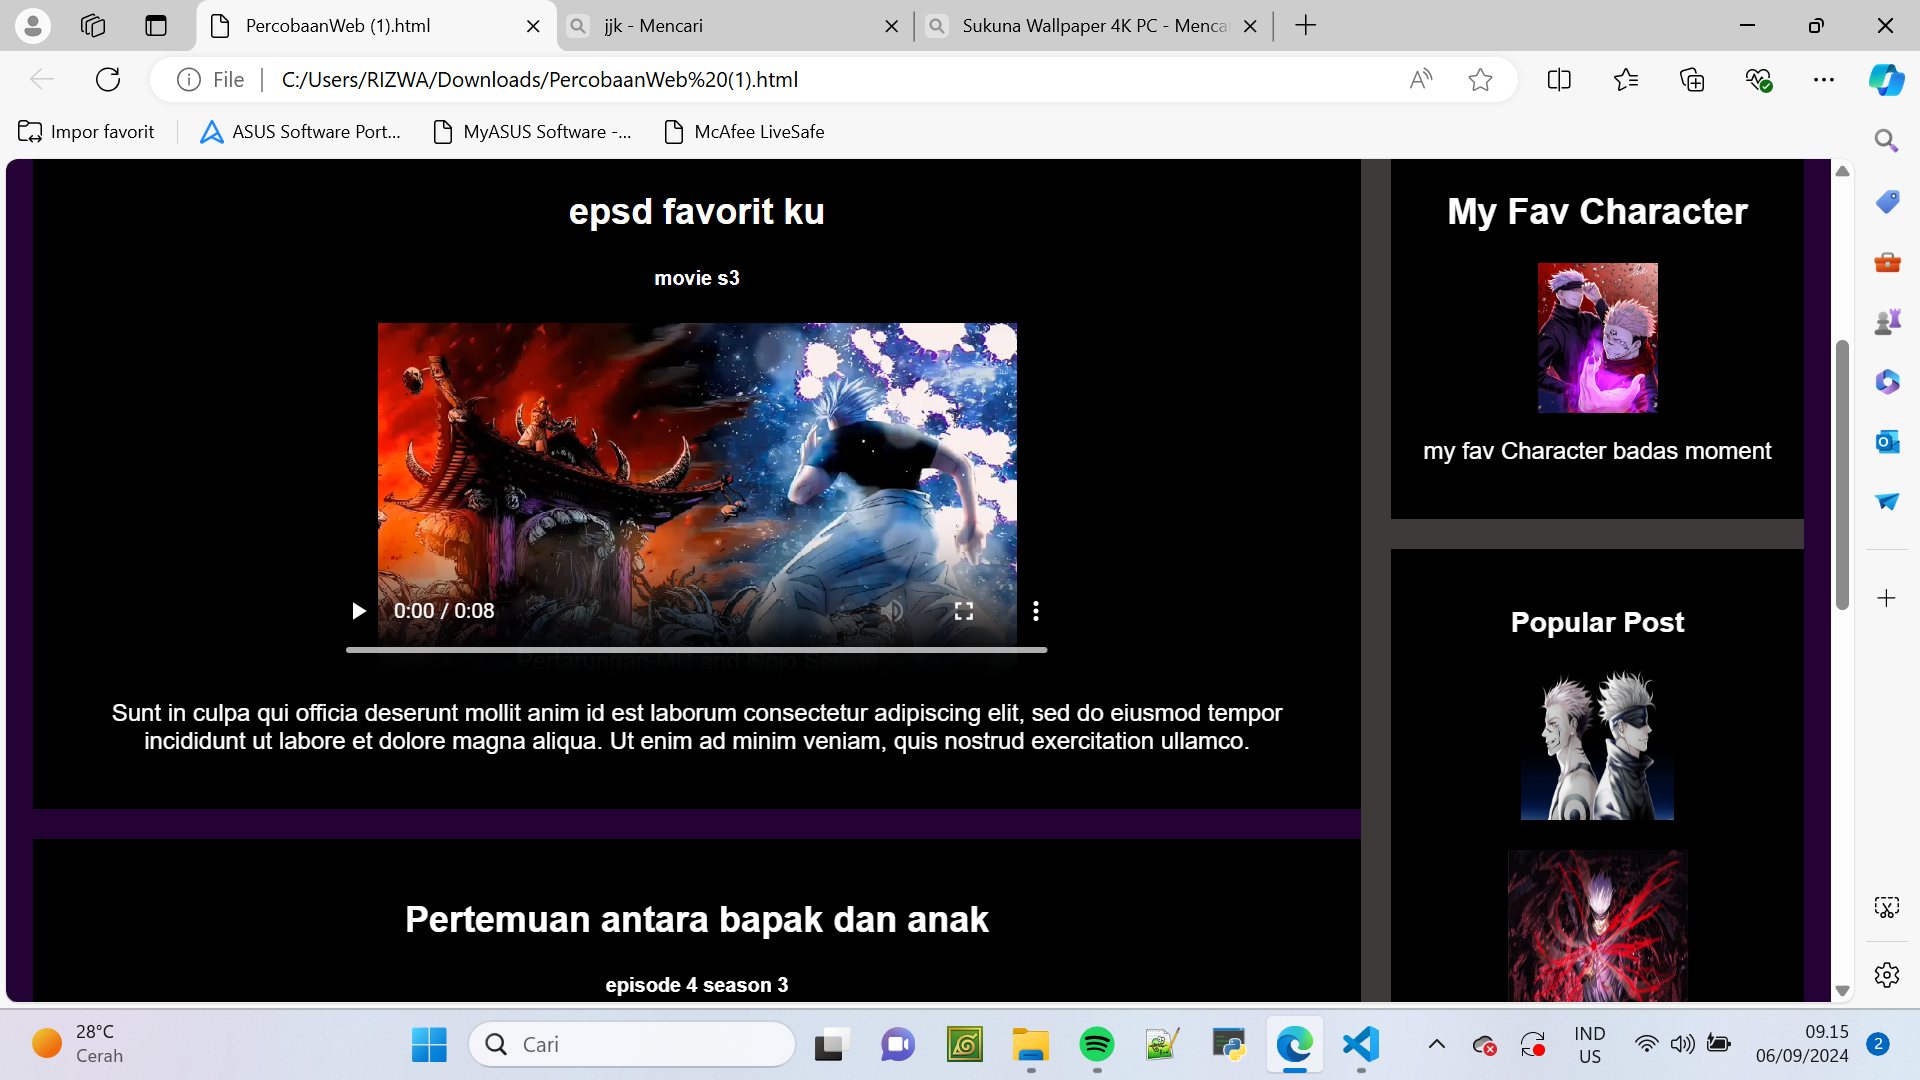 PercobaanWeb (1).html
jjk - Mencari
Sukuna Wallpaper 4K PC - Menca
File
C:/Users/RIZWA/Downloads/PercobaanWeb%20(1).html
Impor favorit
ASUS Software Port...
MyASUS Software -...
McAfee LiveSafe
epsd favorit ku
movie s3
0:00 / 0:08
Sunt in culpa qui officia deserunt mollit anim id est laborum consectetur adipiscing elit, sed do eiusmod tempor
incididunt ut labore et dolore magna aliqua. Ut enim ad minim veniam, quis nostrud exercitation ullamco.
Pertemuan antara bapak dan anak
episode 4 season 3
My Fav Character
my fav Character badas moment
Popular Post
28°C
Cerah
Cari
IND
US
09.15
06/09/2024
2